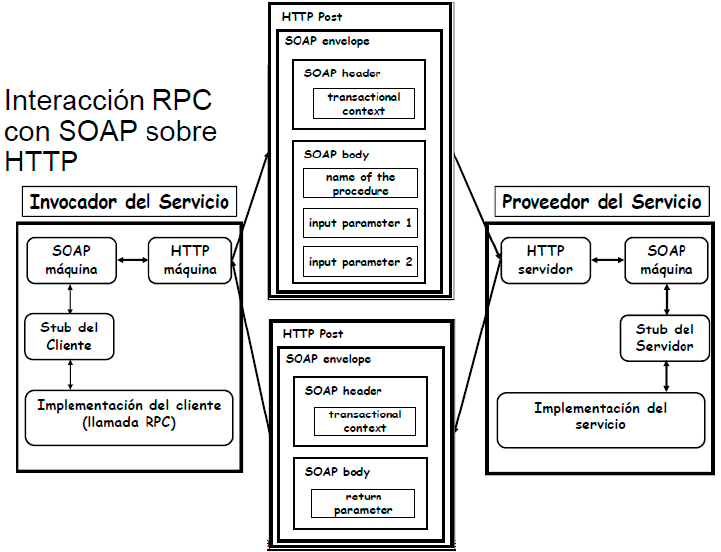 Interacción RPC
con SOAP sobre
HTTP
HTTP Post
SOAP envelope
SOAP header
transactional
context
SOAP body
name of the
procedure
input parameter 1
input parameter 2
Invocador del Servicio
SOAP
máquina
HTTP
máquina
Stub del
Cliente
Implementación del cliente
(llamada RPC)
Proveedor del Servicio
HTTP
servidor
SOAP
máquina
Stub del
Servidor
Implementación del
servicio
HTTP Post
SOAP envelope
SOAP header
transactional
context
SOAP body
return
parameter